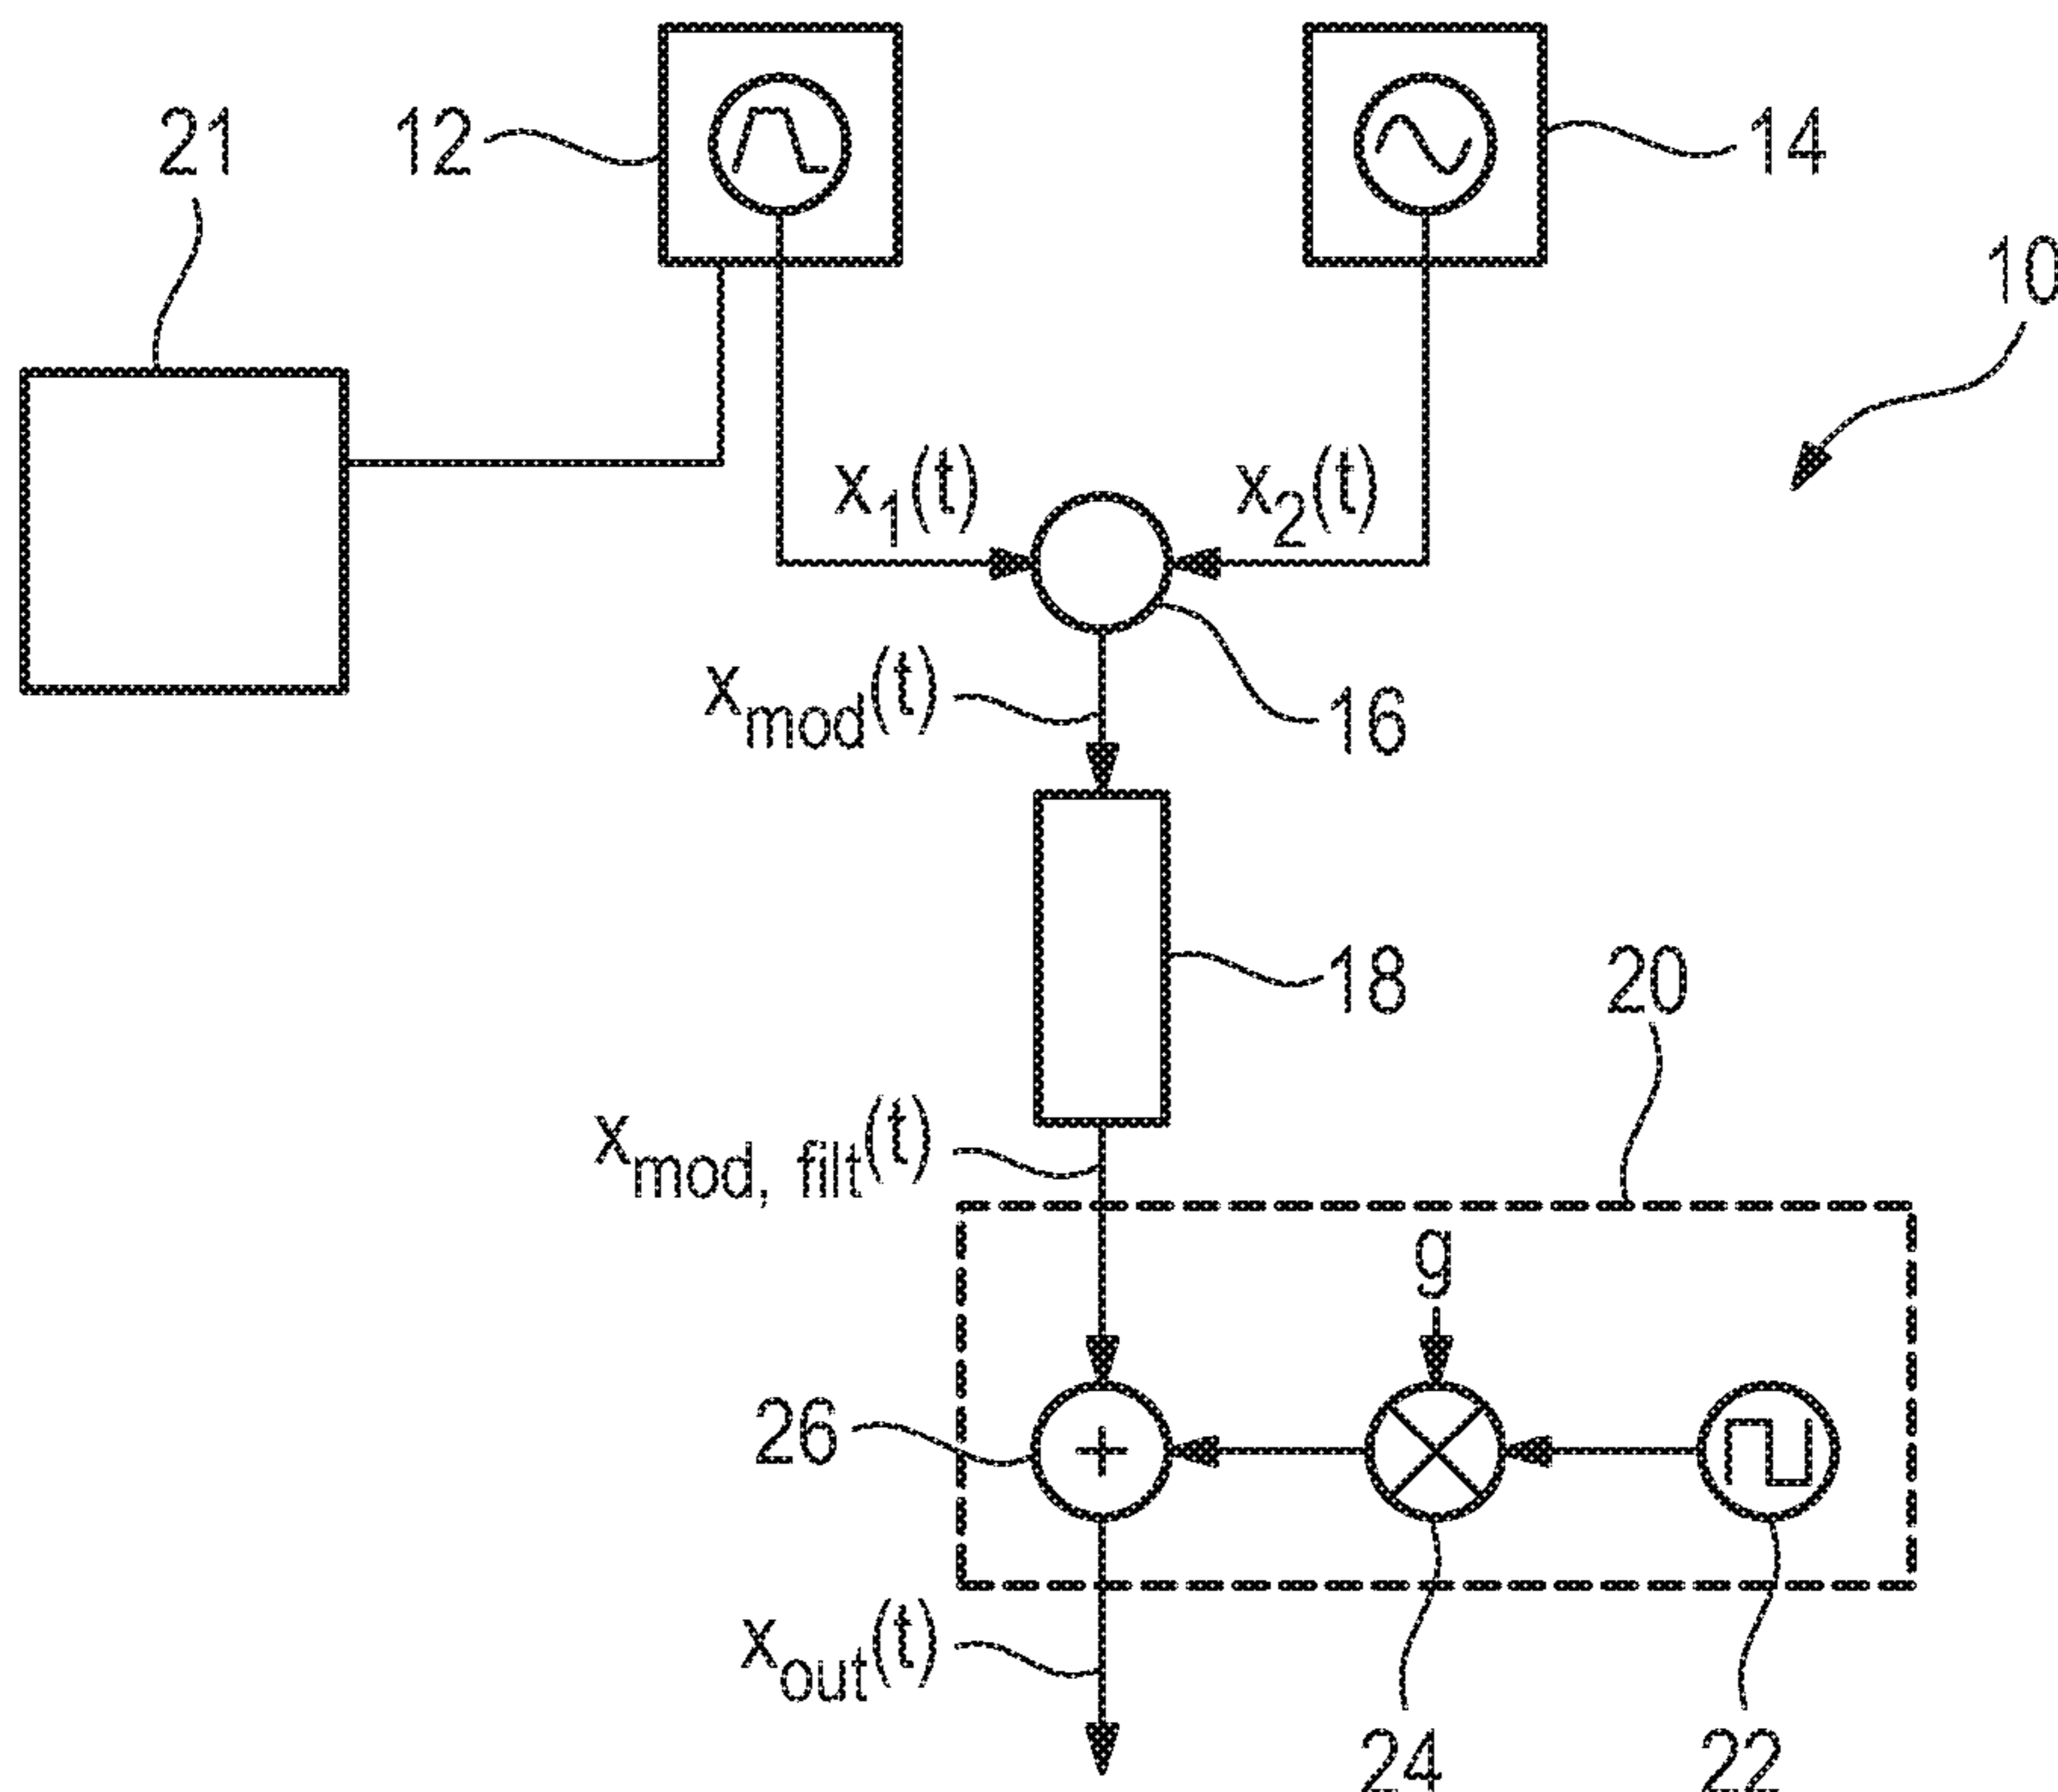 21
12
14
10
x1(t)
x2(t)
xmod(t)
16
18
20
xmod, filt(t)
g
26
xout(t)
24
22